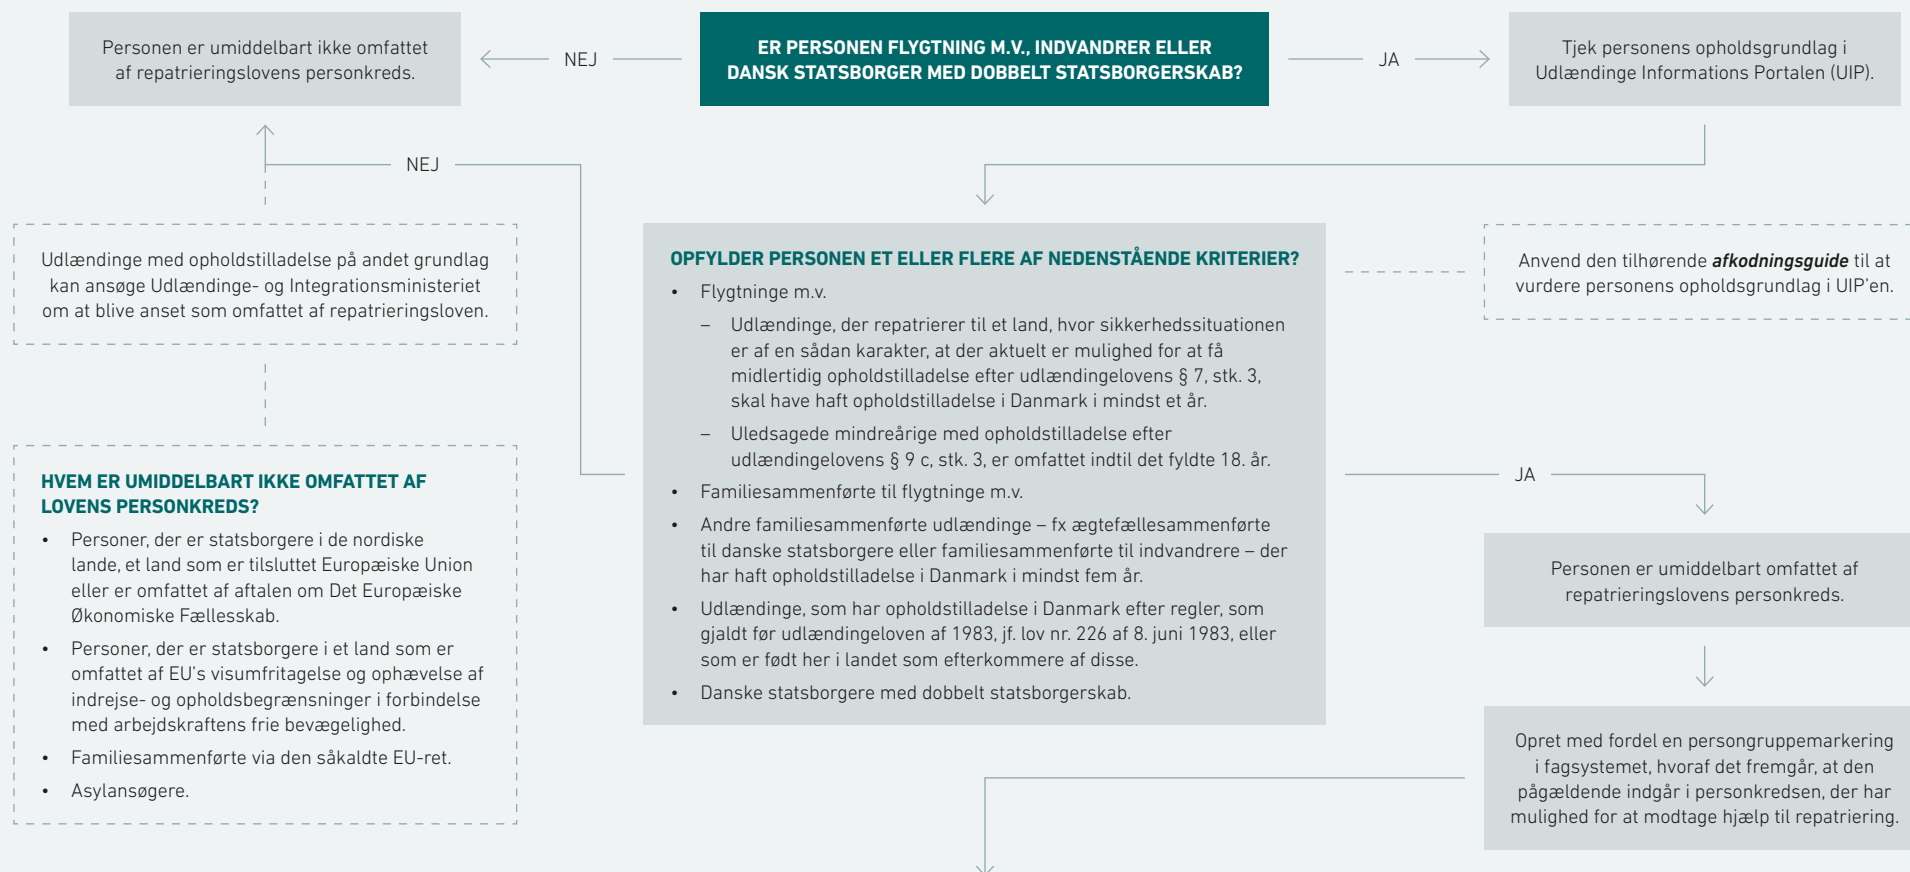 Personen er umiddelbart ikke omfattet
af repatrieringslovens personkreds.
NEJ
ER PERSONEN FLYGTNING M.V., INDVANDRER ELLER
DANSK STATSBORGER MED DOBBELT STATSBORGERSKAB?
JA
Tjek personens opholdsgrundlag i
Udlændinge Informations Portalen (UIP).
NEJ
Udlændinge med opholdstilladelse på andet grundlag
kan ansøge Udlændinge- og Integrationsministeriet
om at blive anset som omfattet af repatrieringsloven.
HVEM ER UMIDDELBART IKKE OMFATTET AF
LOVENS PERSONKREDS?
• Personer, der er statsborgere i de nordiske
lande, et land som er tilsluttet Europæiske Union
eller er omfattet af aftalen om Det Europæiske
Økonomiske Fællesskab.
• Personer, der er statsborgere i et land som er
omfattet af EU's visumfritagelse og ophævelse af
indrejse- og opholdsbegrænsninger i forbindelse
med arbejdskraftens frie bevægelighed.
• Familiesammenførte via den såkaldte EU-ret.
• Asylansøgere.
OPFYLDER PERSONEN ET ELLER FLERE AF NEDENSTÅENDE KRITERIER?
• Flygtninge m.v.
– Udlændinge, der repatrierer til et land, hvor sikkerhedssituationen
er af en sådan karakter, at der aktuelt er mulighed for at få
midlertidig opholdstilladelse efter udlændingelovens § 7, stk. 3,
skal have haft opholdstilladelse i Danmark i mindst et år.
– Uledsagede mindreårige med opholdstilladelse efter
udlændingelovens § 9 c, stk. 3, er omfattet indtil det fyldte 18. år.
• Familiesammenførte til flygtninge m.v.
• Andre familiesammenførte udlændinge – fx ægtefællesammenførte
til danske statsborgere eller familiesammenførte til indvandrere – der
har haft opholdstilladelse i Danmark i mindst fem år.
• Udlændinge, som har opholdstilladelse i Danmark efter regler, som
gjaldt før udlændingeloven af 1983, jf. lov nr. 226 af 8. juni 1983, eller
som er født her i landet som efterkommere af disse.
• Danske statsborgere med dobbelt statsborgerskab.
Anvend den tilhørende afkodningsguide til at
vurdere personens opholdsgrundlag i UIP'en.
JA
Personen er umiddelbart omfattet af
repatrieringslovens personkreds.
Opret med fordel en persongruppemarkering
i fagsystemet, hvoraf det fremgår, at den
pågældende indgår i personkredsen, der har
mulighed for at modtage hjælp til repatriering.